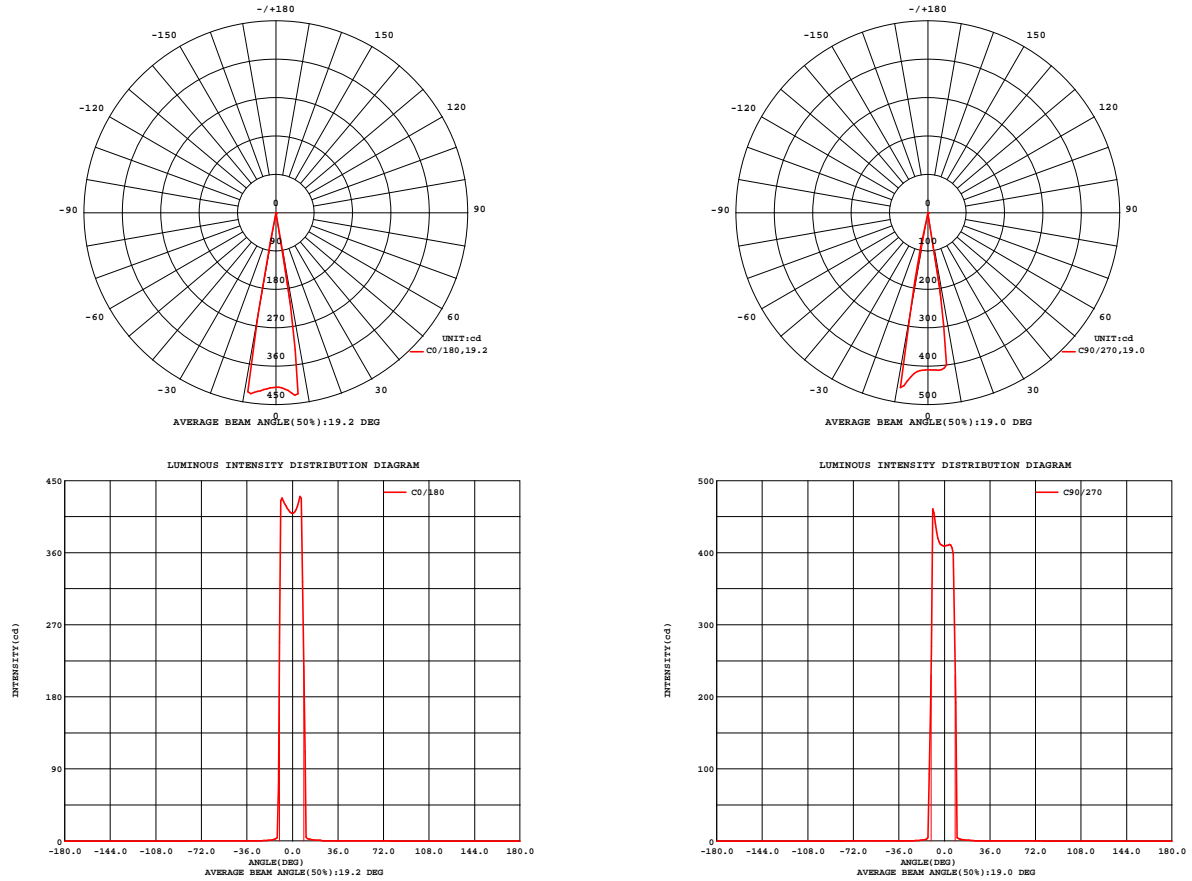 -/+180
-150
150
-120
120
-90
90
-60
60
-30
30
0
0
90
180
270
360
450
UNIT:cd
C0/180,19.2
AVERAGE BEAM ANGLE(50%):19.2 DEG
-/+180
-150
150
-120
120
-90
90
-60
60
-30
30
0
0
100
200
300
400
500
UNIT:cd
C90/270,19.0
AVERAGE BEAM ANGLE(50%):19.0 DEG
LUMINOUS INTENSITY DISTRIBUTION DIAGRAM
C0/180
450
360
270
180
90
0
INTENSITY(cd)
-180.0 -144.0 -108.0 -72.0 -36.0 0.0 36.0 72.0 108.0 144.0 180.0
ANGLE(DEG)
AVERAGE BEAM ANGLE(50%):19.2 DEG
LUMINOUS INTENSITY DISTRIBUTION DIAGRAM
C90/270
500
400
300
200
100
0
INTENSITY(cd)
-180.0 -144.0 -108.0 -72.0 -36.0 0.0 36.0 72.0 108.0 144.0 180.0
ANGLE(DEG)
AVERAGE BEAM ANGLE(50%):19.0 DEG